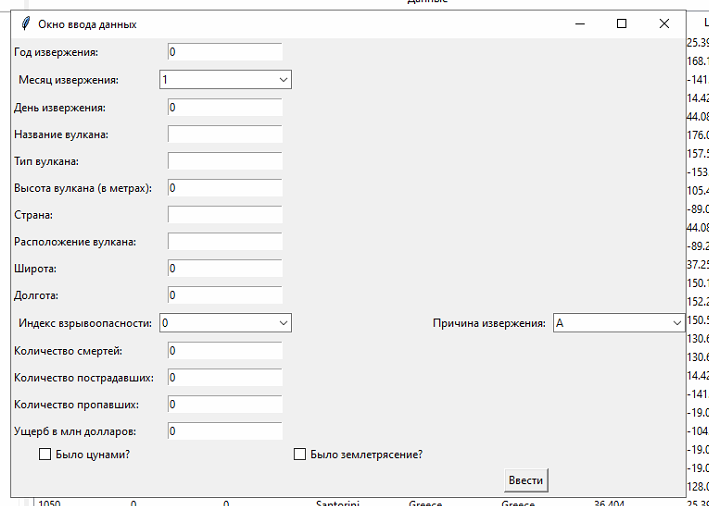 Данные
Окно ввода данных
Год извержения: 0
Месяц извержения: 1
День извержения: 0
Название вулкана:
Тип вулкана:
Высота вулкана (в метрах): 0
Страна:
Расположение вулкана:
Широта: 0
Долгота: 0
Индекс взрывоопасности: 0 Причина извержения: A
Количество смертей: 0
Количество пострадавших: 0
Количество пропавших: 0
Ущерб в млн долларов: 0
Было цунами? Было землетрясение?
Ввести
25.39
168.1
-141.
14.42
44.08
176.0
157.5
-153.
105.4
-89.0
44.08
-89.2
37.25
150.1
152.2
150.5
130.6
130.6
14.42
-141.
-19.0
-104.
-19.0
-19.0
128.0
1050 0 0 Santorini Greece Greece 36.404 25.39